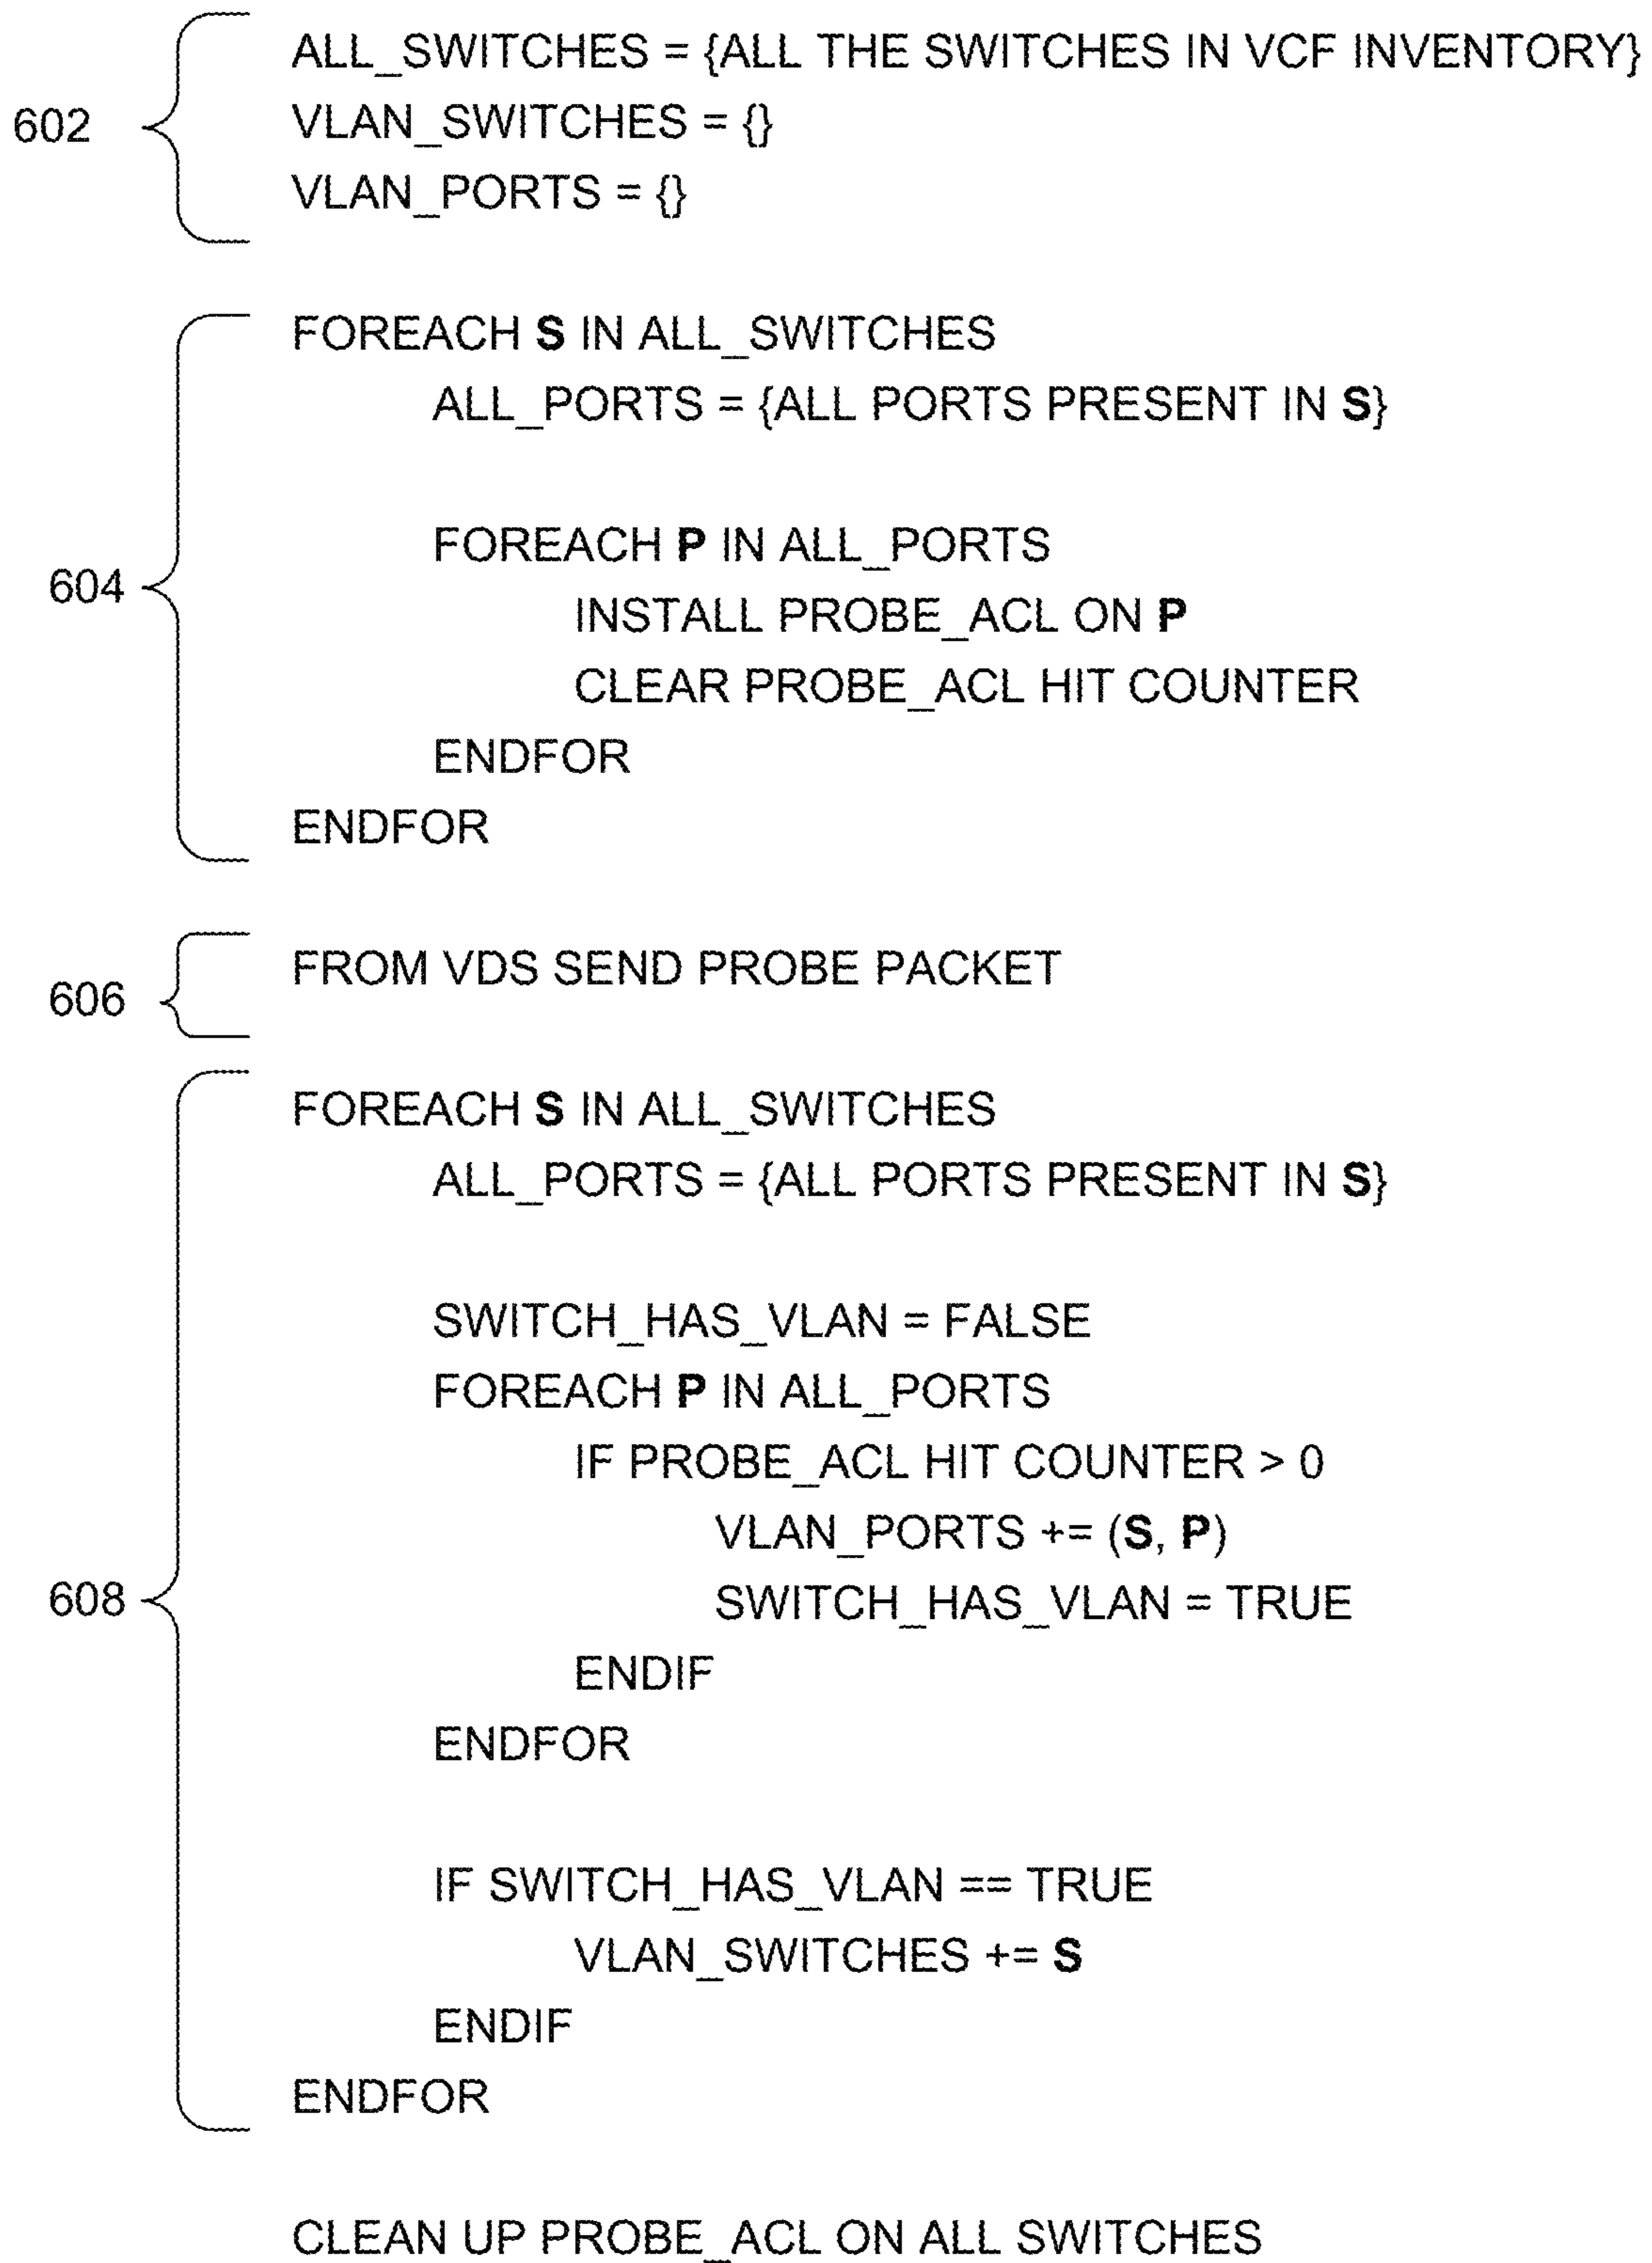 ALL_SWITCHES = {ALL THE SWITCHES IN VCF INVENTORY}
602
VLAN_SWITCHES = {}
VLAN_PORTS = {}
FOREACH S IN ALL_SWITCHES
ALL_PORTS = {ALL PORTS PRESENT IN S}
FOREACH P IN ALL_PORTS
604
INSTALL PROBE_ACL ON P
CLEAR PROBE_ACL HIT COUNTER
ENDFOR
ENDFOR
FROM VDS SEND PROBE PACKET
606
FOREACH S IN ALL_SWITCHES
ALL_PORTS = {ALL PORTS PRESENT IN S}
SWITCH_HAS_VLAN = FALSE
FOREACH P IN ALL_PORTS
IF PROBE_ACL HIT COUNTER > 0
VLAN_PORTS += (S, P)
608
SWITCH_HAS_VLAN = TRUE
ENDIF
ENDFOR
IF SWITCH_HAS_VLAN == TRUE
VLAN_SWITCHES += S
ENDIF
ENDFOR
CLEAN UP PROBE_ACL ON ALL SWITCHES